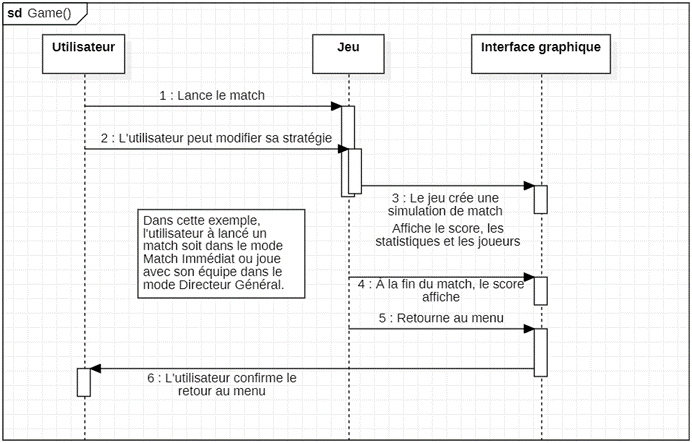 sd Game()
Utilisateur
Jeu
Interface graphique
1 : Lance le match
2 : L'utilisateur peut modifier sa stratégie
3 : Le jeu crée une
simulation de match
Affiche le score, les
statistiques et les joueurs
Dans cette exemple,
l'utilisateur à lancé un
match soit dans le mode
Match Immédiat ou joue
avec son équipe dans le
mode Directeur Général.
4 : À la fin du match, le score
affiche
5 : Retourne au menu
6 : L'utilisateur confirme le
retour au menu